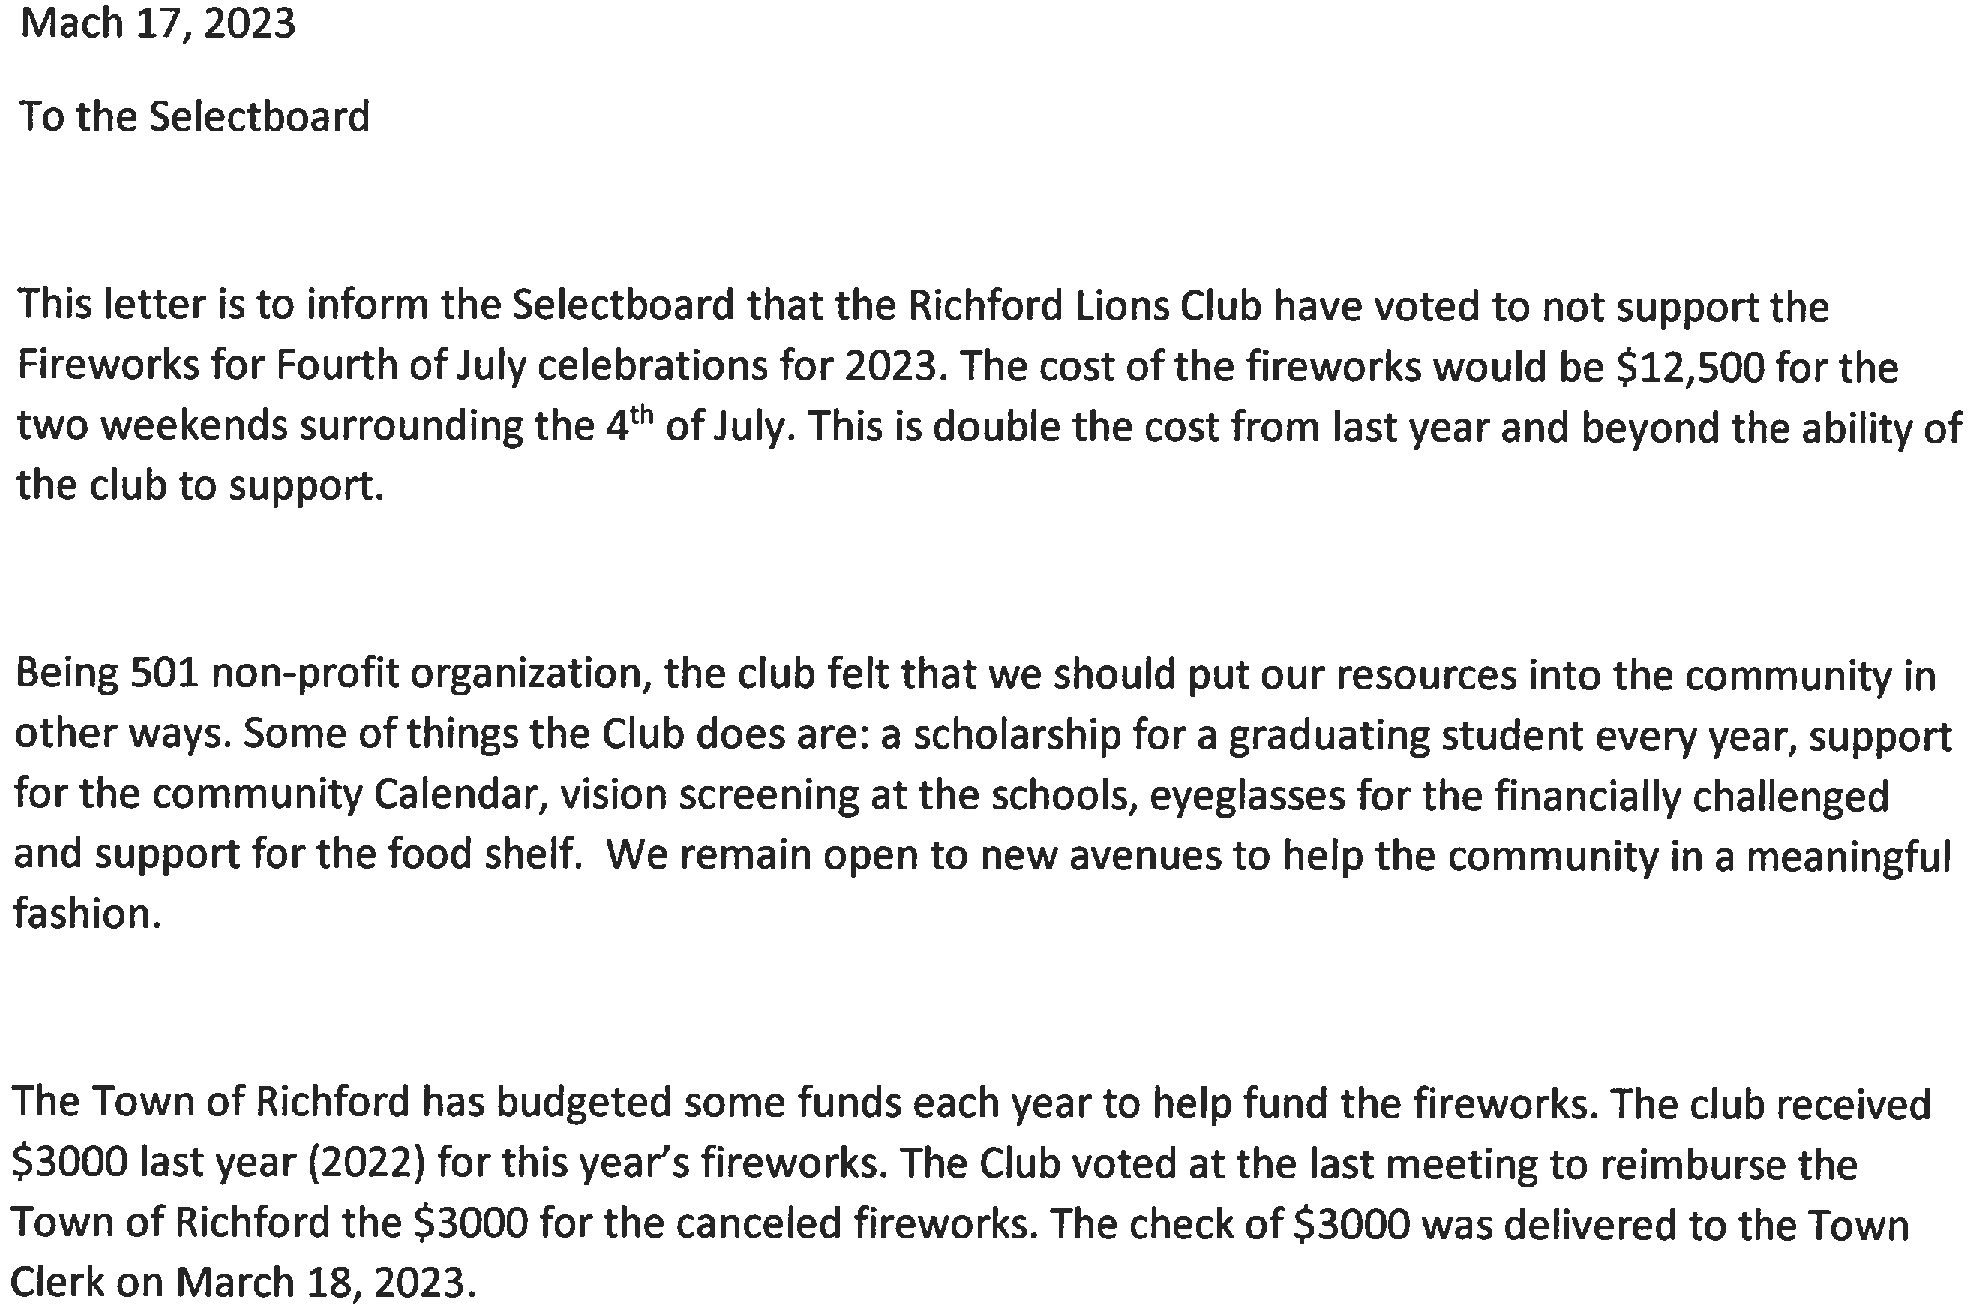 Mach 17, 2023
To the Selectboard
This letter is to inform the Selectboard that the Richford Lions Club have voted to not support the
Fireworks for Fourth of July celebrations for 2023. The cost of the fireworks would be $12,500 for the
two weekends surrounding the 4th of July. This is double the cost from last year and beyond the ability of
the club to support.
Being 501 non-profit organization, the club felt that we should put our resources into the community in
other ways. Some of things the Club does are: a scholarship for a graduating student every year, support
for the community Calendar, vision screening at the schools, eyeglasses for the financially challenged
and support for the food shelf.  We remain open to new avenues to help the community in a meaningful
fashion.
The Town of Richford has budgeted some funds each year to help fund the fireworks. The club received
$3000 last year (2022) for this year’s fireworks. The Club voted at the last meeting to reimburse the
Town of Richford the $3000 for the canceled fireworks. The check of $3000 was delivered to the Town
Clerk on March 18, 2023.